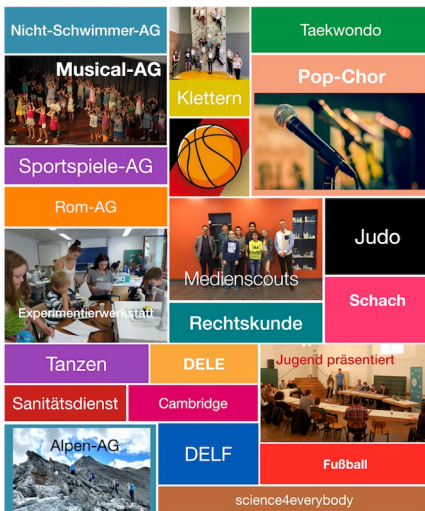 Nicht-Schwimmer-AG
Taekwondo
Musical-AG
Klettern
Pop-Chor
Sportspiele-AG
Rom-AG
Medienscouts
Judo
Experimentierwerkstatt
Rechtskunde
Schach
Tanzen
DELE
Jugend präsentiert
Sanitätsdienst
Cambridge
Alpen-AG
DELF
Fußball
science4everybody